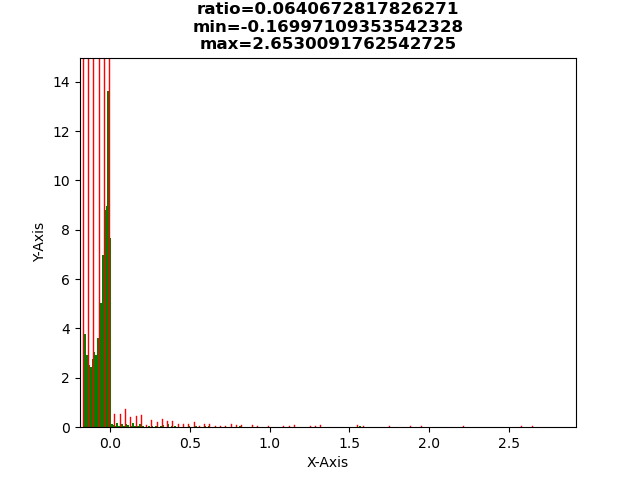 ratio=0.0640672817826271
min=-0.16997109353542328
max=2.6530091762542725
14
12
10
8
6
4
2
0
Y-Axis
0.0 0.5 1.0 1.5 2.0 2.5
X-Axis